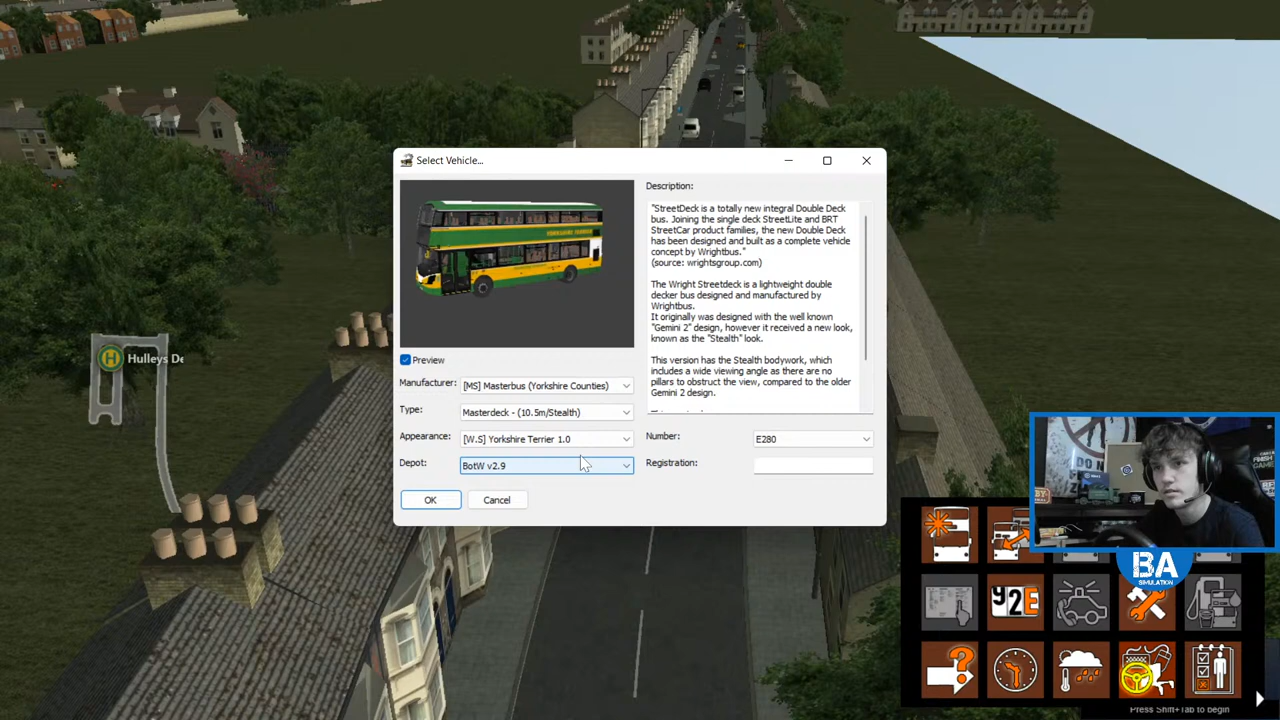 Select Vehicle...
YORKSHIRE TERRIER
Description:
"StreetDeck is a totally new integral Double Deck
bus. Joining the single deck StreetLite and BRT
StreetCar product families, the new Double Deck
has been designed and built as a complete vehicle
concept by Wrightbus."
(source: wrightsgroup.com)
The Wright Streetdeck is a lightweight double
decker bus designed and manufactured by
Wrightbus.
It originally was designed with the well known
"Gemini 2" design, however it received a new look,
known as the "Stealth" look.
This version has the Stealth bodywork, which
includes a wide viewing angle as there are no
pillars to obstruct the view, compared to the older
Gemini 2 design.
Preview
Manufacturer: [MS] Masterbus (Yorkshire Counties)
Type: Masterdeck - (10.5m/Stealth)
Appearance: [W.S] Yorkshire Terrier 1.0
Number: E280
Depot: BotW v2.9
Registration:
OK
Cancel
H
Hulleys De
BA
SIMULATION
92E
?
Press Shift+Tab to begin